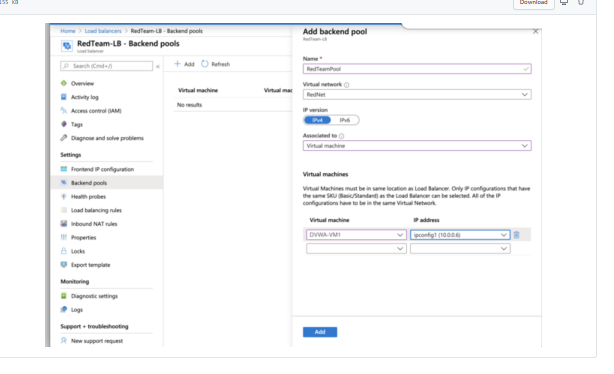 155 KB
Download
Home > Load balancers > RedTeam-LB - Backend pools
RedTeam-LB - Backend pools
Load balancer
Search (Cmd+/)
Overview
Activity log
Access control (IAM)
Tags
Diagnose and solve problems
Settings
Frontend IP configuration
Backend pools
Health probes
Load balancing rules
Inbound NAT rules
Properties
Locks
Export template
Monitoring
Diagnostic settings
Logs
Support + troubleshooting
New support request
Add Refresh
Virtual machine Virtual mac
No results
Add backend pool
RedTeam-LB
Name *
RedTeamPool
Virtual network
RedNet
IP version
IPv4 IPv6
Associated to
Virtual machine
Virtual machines
Virtual Machines must be in same location as Load Balancer. Only IP configurations that have
the same SKU (Basic/Standard) as the Load Balancer can be selected. All of the IP
configurations have to be in the same Virtual Network.
Virtual machine IP address
DVWA-VM1 ipconfig1 (10.0.0.6)
Add